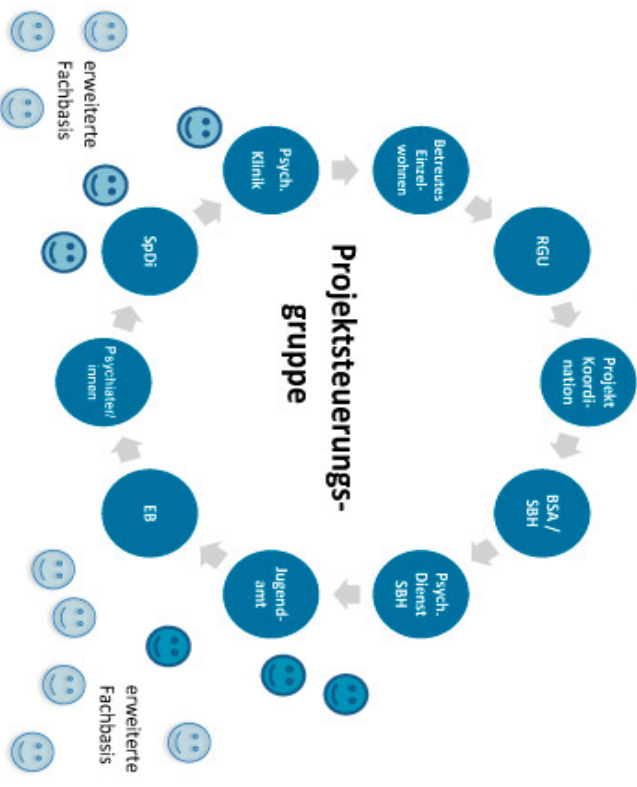 Projekt
Koordi-
nation
RGU
BSA /
SBH
Betreutes
Einzel-
wohnen
Psych.
Dienst
SBH
Projektsteuerungs-
gruppe
Psych.
Klinik
Jugend-
amt
SpDi
EB
Psychiater/
innen
erweiterte
Fachbasis
erweiterte
Fachbasis